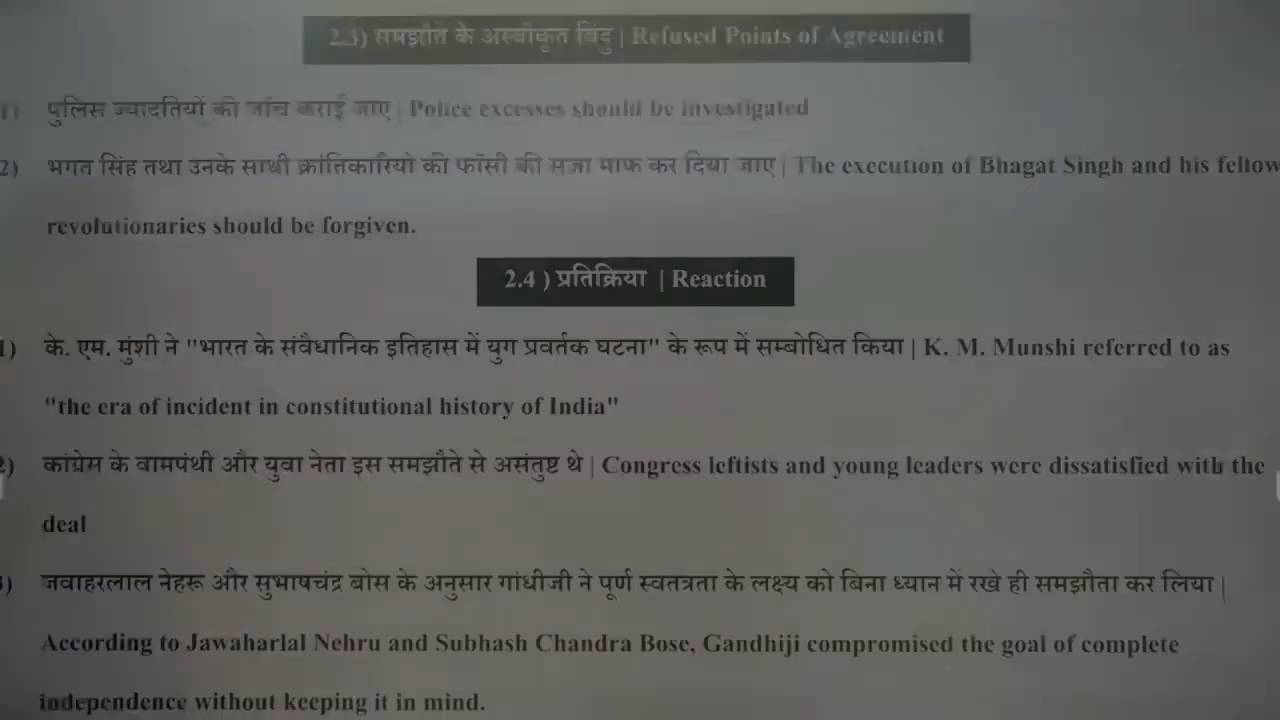 2.3) समझौते के अस्वीकृत बिंदु | Refused Points of Agreement
1) पुलिस ज्यादतियों की जांच कराई जाए | Police excesses should be investigated
2) भगत सिंह तथा उनके साथी क्रांतिकारियो की फाँसी की सजा माफ कर दिया जाए | The execution of Bhagat Singh and his fellow
revolutionaries should be forgiven.
2.4 ) प्रतिक्रिया | Reaction
1) के. एम. मुंशी ने "भारत के संवैधानिक इतिहास में युग प्रवर्तक घटना" के रूप में सम्बोधित किया | K. M. Munshi referred to as
"the era of incident in constitutional history of India"
2) कांग्रेस के वामपंथी और युवा नेता इस समझौते से असंतुष्ट थे | Congress leftists and young leaders were dissatisfied with the
deal
3) जवाहरलाल नेहरू और सुभाषचंद्र बोस के अनुसार गांधीजी ने पूर्ण स्वतत्रता के लक्ष्य को बिना ध्यान में रखे ही समझौता कर लिया |
According to Jawaharlal Nehru and Subhash Chandra Bose, Gandhiji compromised the goal of complete
independence without keeping it in mind.